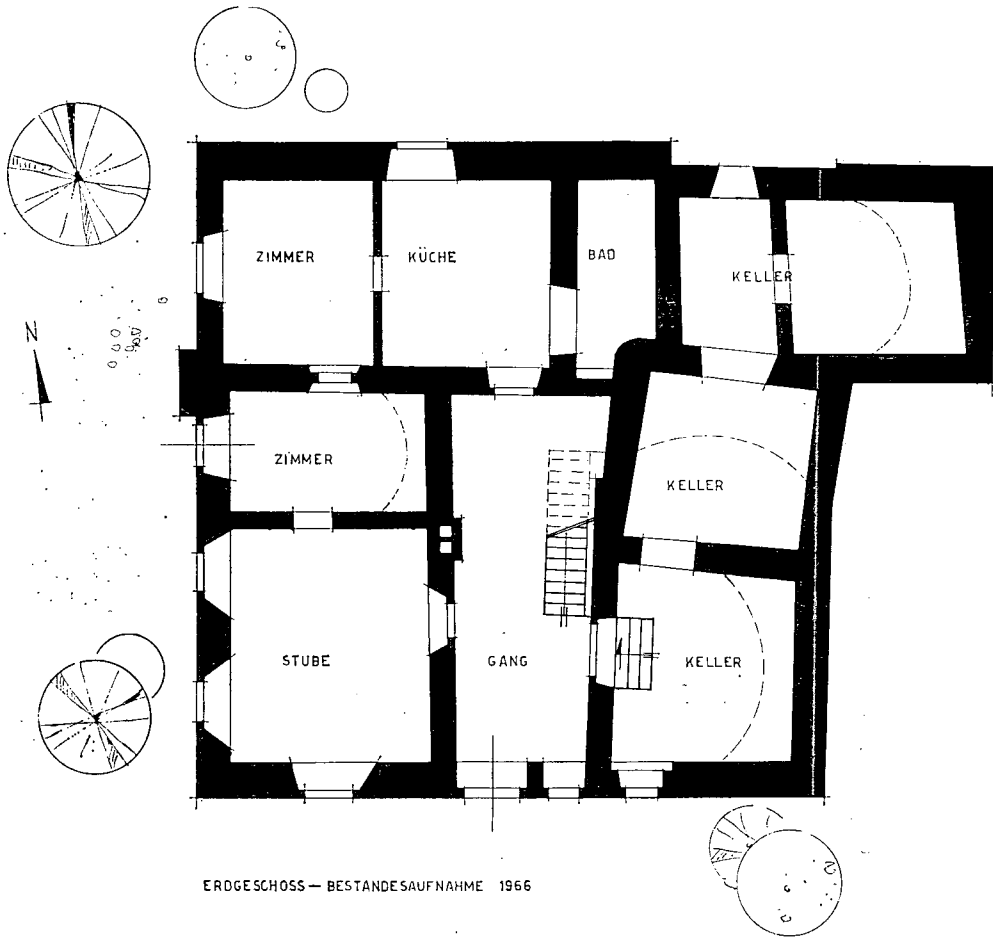 ZIMMER
KÜCHE
BAD
KELLER
N
ZIMMER
KELLER
STUBE
GANG
KELLER
ERDGESCHOSS — BESTANDESAUFNAHME 1966